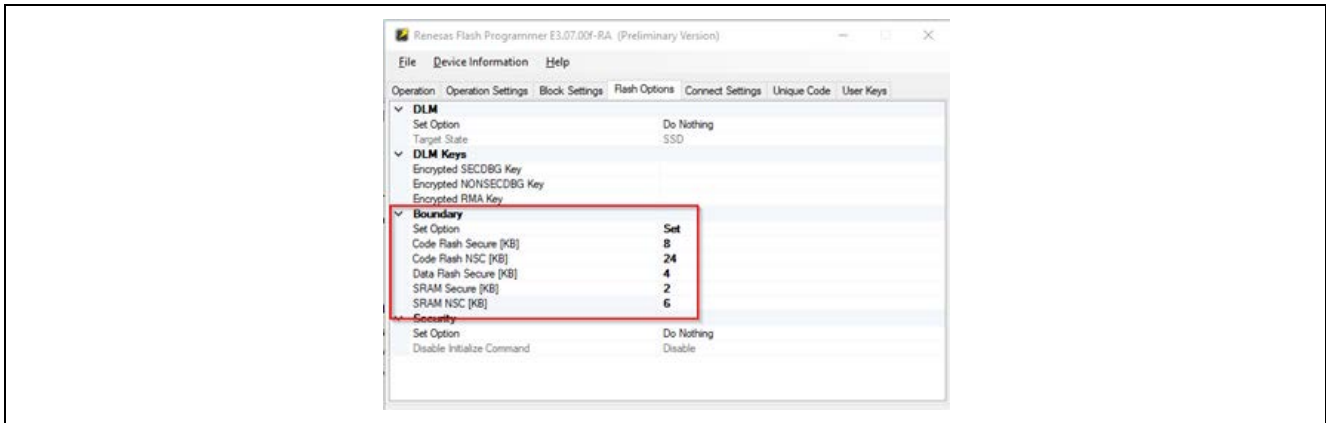 Renesas Flash Programmer E3.07.00f-RA (Preliminary Version)
File Device Information Help
Operation Operation Settings Block Settings Flash Options Connect Settings Unique Code User Keys
DLM
Set Option Do Nothing
Target State SSD
DLM Keys
Encrypted SECDBG Key
Encrypted NONSECDBG Key
Encrypted RMA Key
Boundary
Set Option Set
Code Flash Secure [KB] 8
Code Flash NSC [KB] 24
Data Flash Secure [KB] 4
SRAM Secure [KB] 2
SRAM NSC [KB] 6
Security
Set Option Do Nothing
Disable Initialize Command Disable